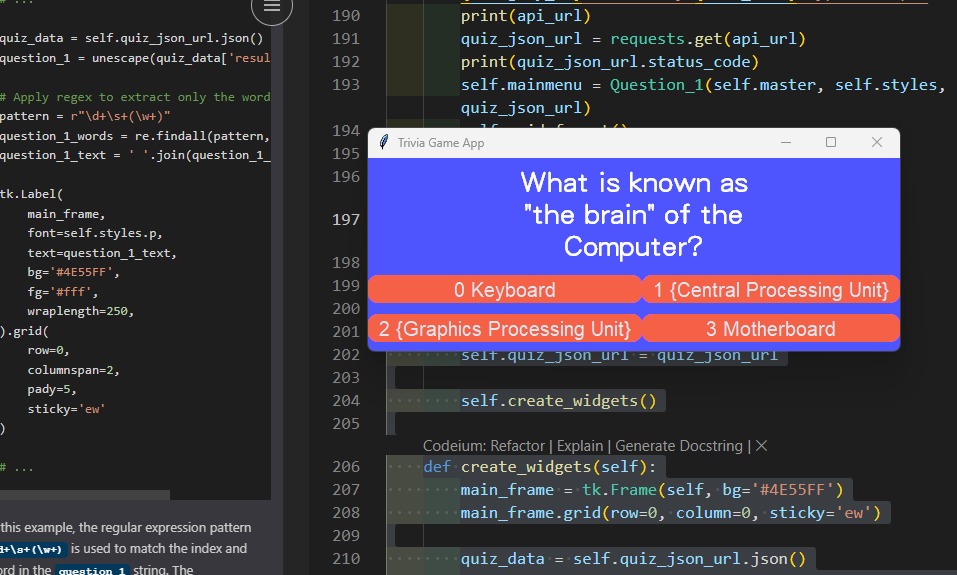 # ...
quiz_data = self.quiz_json_url.json()
question_1 = unescape(quiz_data['resul
# Apply regex to extract only the word
pattern = r"\d+\s+(\w+)"
question_1_words = re.findall(pattern,
question_1_text = ' '.join(question_1_
tk.Label(
main_frame,
font=self.styles.p,
text=question_1_text,
bg='#4E55FF',
fg='#fff',
wraplength=250,
).grid(
row=0,
columnspan=2,
pady=5,
sticky='ew'
)
# ...
this example, the regular expression pattern
d+\s+(\w+) is used to match the index and
ord in the question_1 string. The
190 print(api_url)
191 quiz_json_url = requests.get(api_url)
192 print(quiz_json_url.status_code)
193 self.mainmenu = Question_1(self.master, self.styles,
quiz_json_url)
194
195
196
197
198
199
200
201
202 self.quiz_json_url = quiz_json_url
203
204 self.create_widgets()
205
Codeium: Refactor | Explain | Generate Docstring | X
206 def create_widgets(self):
207 main_frame = tk.Frame(self, bg='#4E55FF')
208 main_frame.grid(row=0, column=0, sticky='ew')
209
210 quiz_data = self.quiz_json_url.json()
Trivia Game App
What is known as
"the brain" of the
Computer?
0 Keyboard
1 {Central Processing Unit}
2 {Graphics Processing Unit}
3 Motherboard